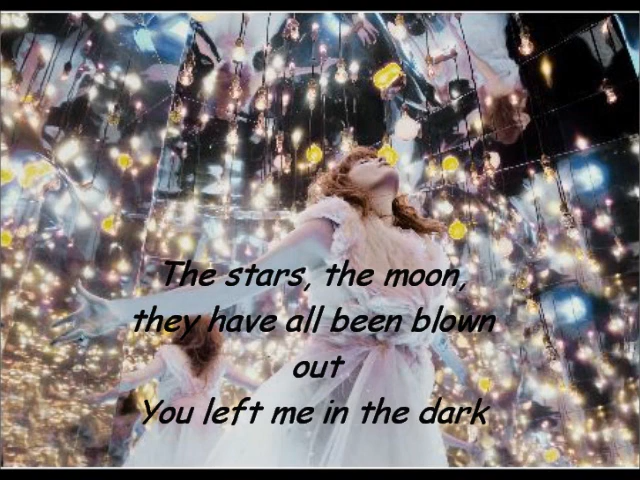 The stars, the moon,
they have all been blown
out
You left me in the dark